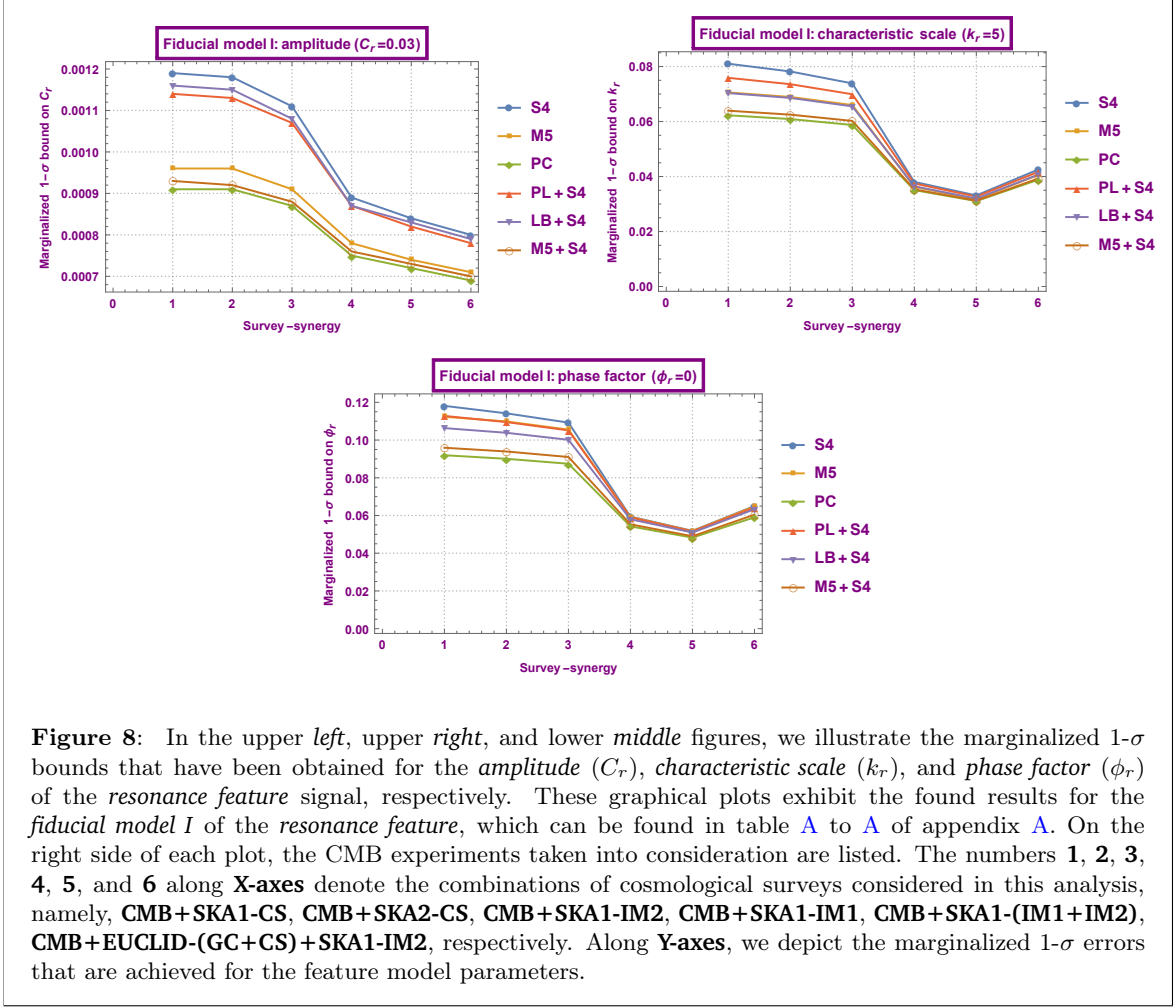 Fiducial model I: amplitude (C_r=0.03)
Marginalized 1-σ bound on C_r
0.0012
0.0011
0.0010
0.0009
0.0008
0.0007
0 1 2 3 4 5 6
Survey-synergy
S4
M5
PC
PL+S4
LB+S4
M5+S4
Fiducial model I: characteristic scale (k_r=5)
Marginalized 1-σ bound on k_r
0.08
0.06
0.04
0.02
0.00
0 1 2 3 4 5 6
Survey-synergy
S4
M5
PC
PL+S4
LB+S4
M5+S4
Fiducial model I: phase factor (ϕ_r=0)
Marginalized 1-σ bound on ϕ_r
0.12
0.10
0.08
0.06
0.04
0.02
0.00
0 1 2 3 4 5 6
Survey-synergy
S4
M5
PC
PL+S4
LB+S4
M5+S4
Figure 8: In the upper left, upper right, and lower middle figures, we illustrate the marginalized 1-σ
bounds that have been obtained for the amplitude (C_r), characteristic scale (k_r), and phase factor (ϕ_r)
of the resonance feature signal, respectively. These graphical plots exhibit the found results for the
fiducial model I of the resonance feature, which can be found in table A to A of appendix A. On the
right side of each plot, the CMB experiments taken into consideration are listed. The numbers 1, 2, 3,
4, 5, and 6 along X-axes denote the combinations of cosmological surveys considered in this analysis,
namely, CMB+SKA1-CS, CMB+SKA2-CS, CMB+SKA1-IM2, CMB+SKA1-IM1, CMB+SKA1-(IM1+IM2),
CMB+EUCLID-(GC+CS)+SKA1-IM2, respectively. Along Y-axes, we depict the marginalized 1-σ errors
that are achieved for the feature model parameters.